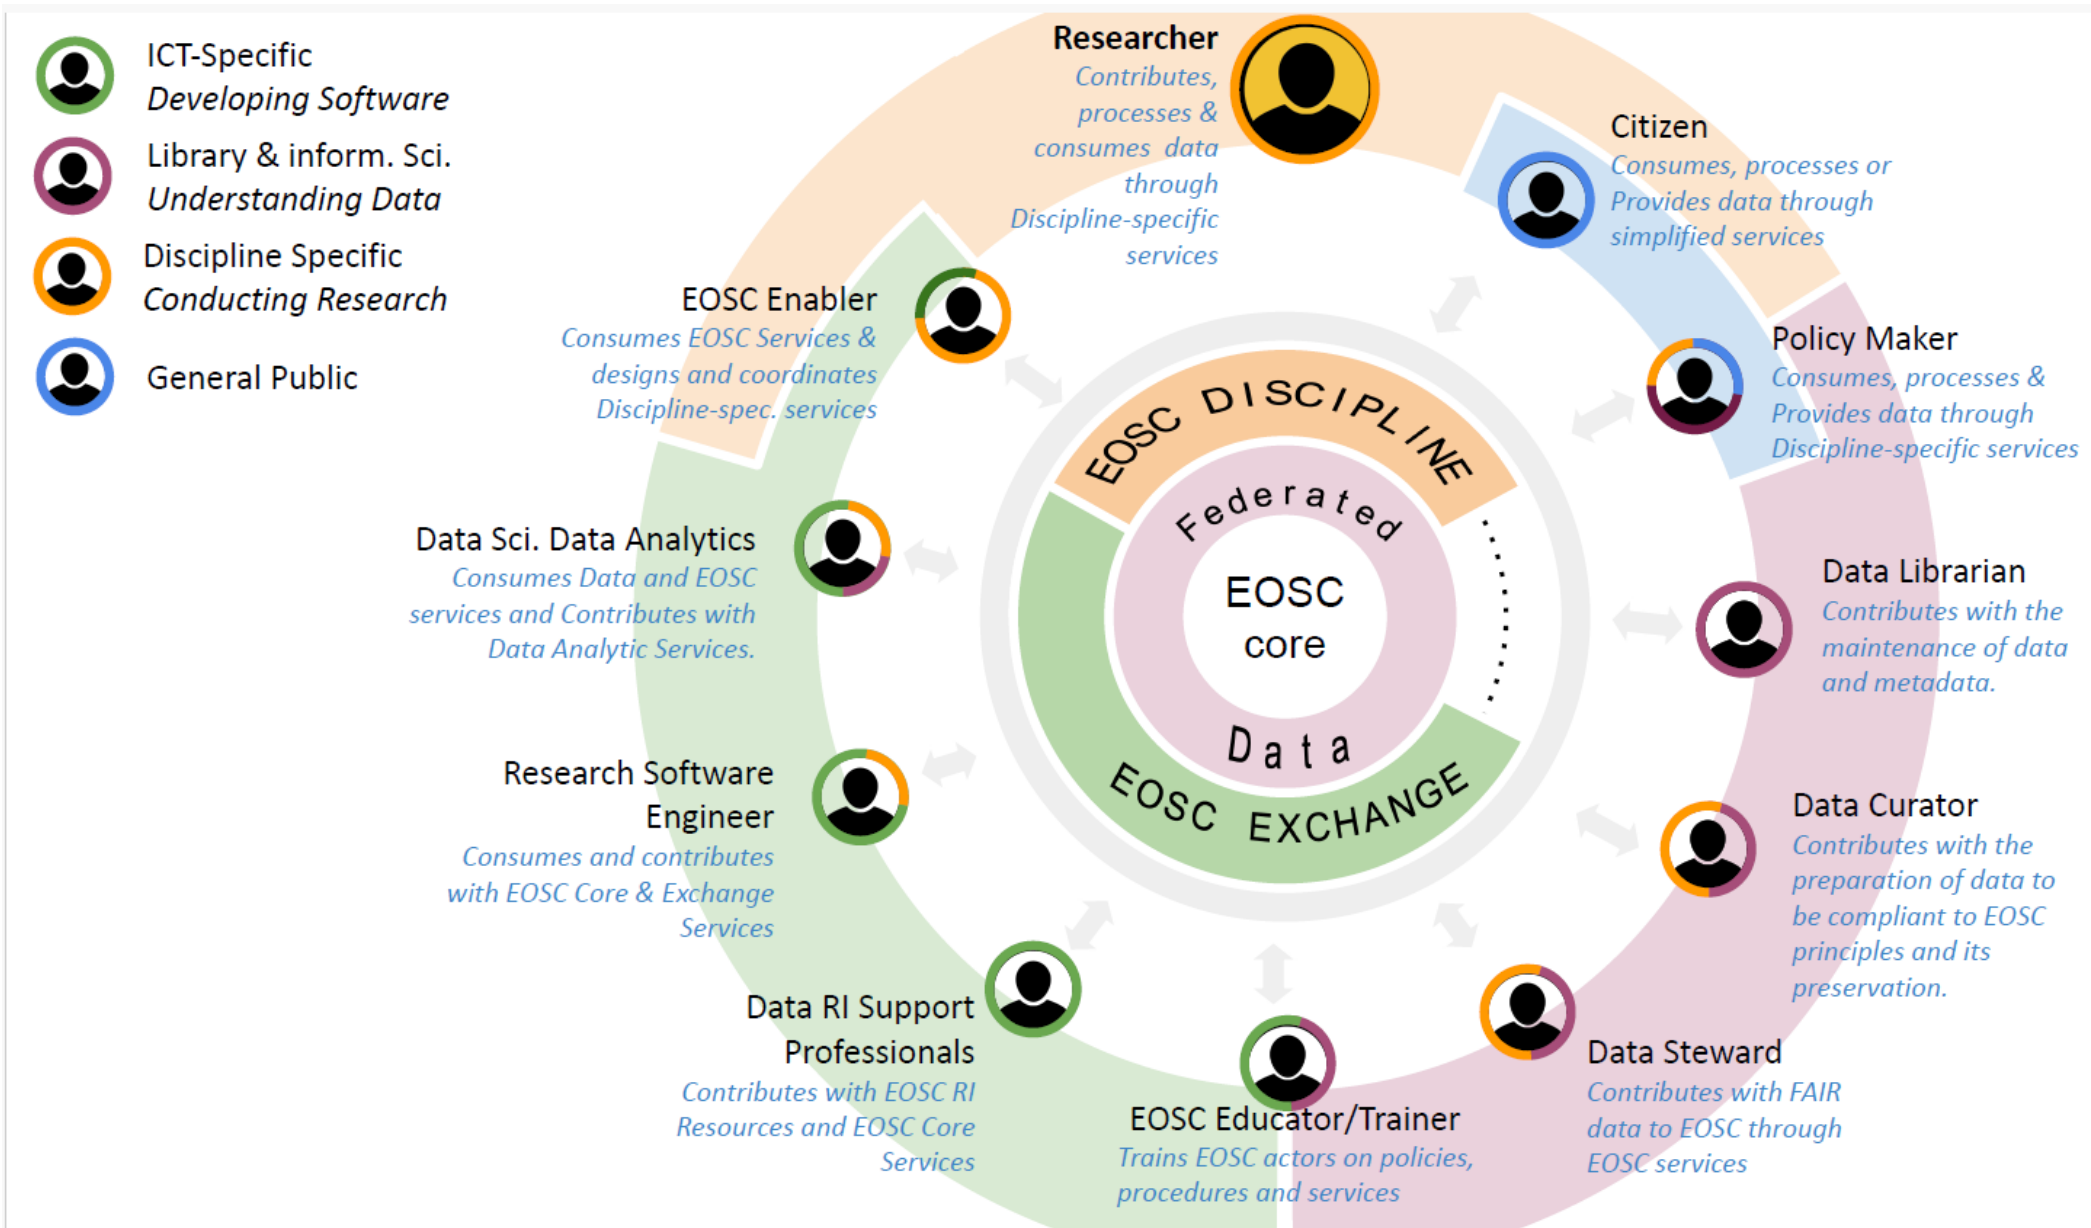 ICT-Specific
Developing Software
Library & inform. Sci.
Understanding Data
Discipline Specific
Conducting Research
General Public
Researcher
Contributes,
processes &
consumes data
through
Discipline-specific
services
Citizen
Consumes, processes or
Provides data through
simplified services
EOSC Enabler
Consumes EOSC Services &
designs and coordinates
Discipline-spec. services
Policy Maker
Consumes, processes &
Provides data through
Discipline-specific services
EOSC DISCIPLINE
Federated
EOSC
core
Data
EOSC EXCHANGE
Data Sci. Data Analytics
Consumes Data and EOSC
services and Contributes with
Data Analytic Services.
Data Librarian
Contributes with the
maintenance of data
and metadata.
Research Software
Engineer
Consumes and contributes
with EOSC Core & Exchange
Services
Data Curator
Contributes with the
preparation of data to
be compliant to EOSC
principles and its
preservation.
Data RI Support
Professionals
Contributes with EOSC RI
Resources and EOSC Core
Services
EOSC Educator/Trainer
Trains EOSC actors on policies,
procedures and services
Data Steward
Contributes with FAIR
data to EOSC through
EOSC services